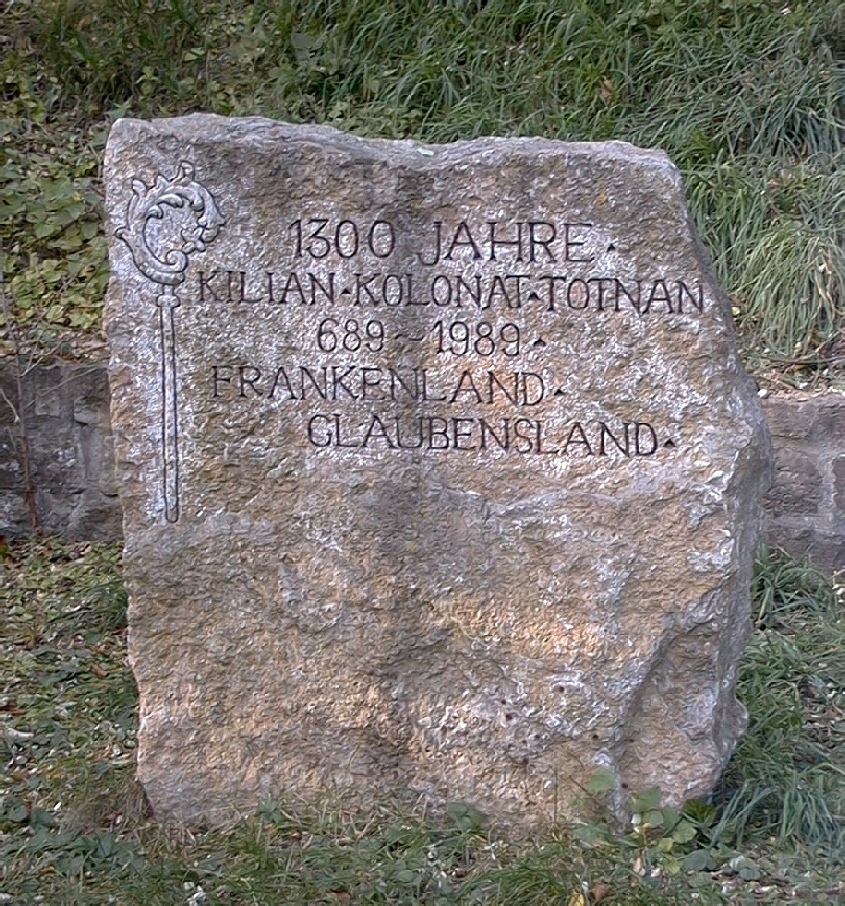 1300 JAHRE ·
KILIAN · KOLONAT · TOTNAN
689 ~ 1989 ·
FRANKENLAND ·
GLAUBENSLAND ·